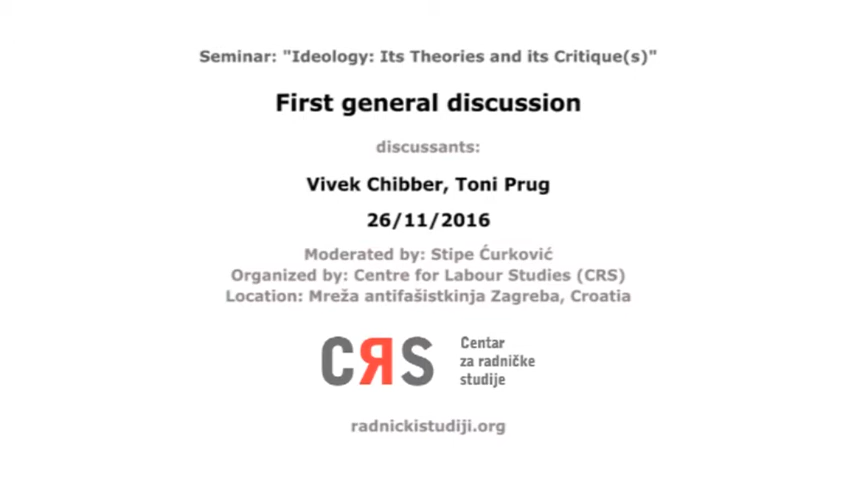 Seminar: "Ideology: Its Theories and its Critique(s)"
First general discussion
discussants:
Vivek Chibber, Toni Prug
26/11/2016
Moderated by: Stipe Ćurković
Organized by: Centre for Labour Studies (CRS)
Location: Mreža antifašistkinja Zagreba, Croatia
CЯS
Centar
za radničke
studije
radnickistudiji.org